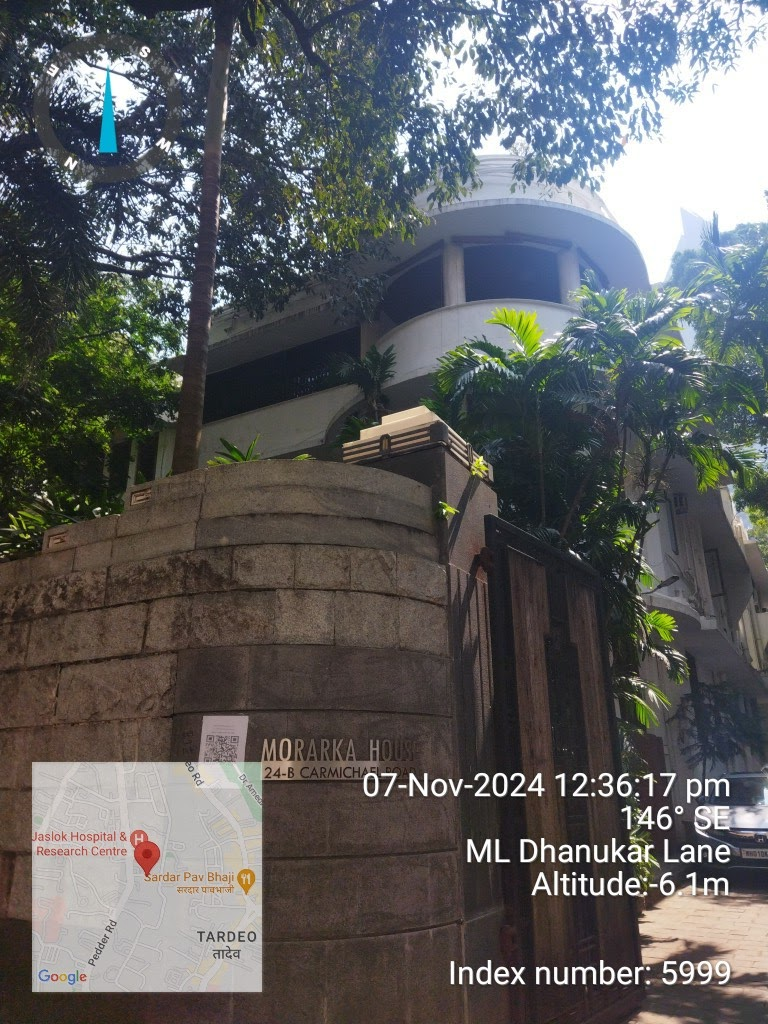 S
E
W
N
MORARKA HOUSE
24-B CARMICHAEL ROAD
07-Nov-2024 12:36:17 pm
146° SE
ML Dhanukar Lane
Altitude:-6.1m
Index number: 5999
Jaslok Hospital &
Research Centre
H
Sardar Pav Bhaji
सरदार पावभाजी
Pedder Rd
TARDEO
तारदेव
Google